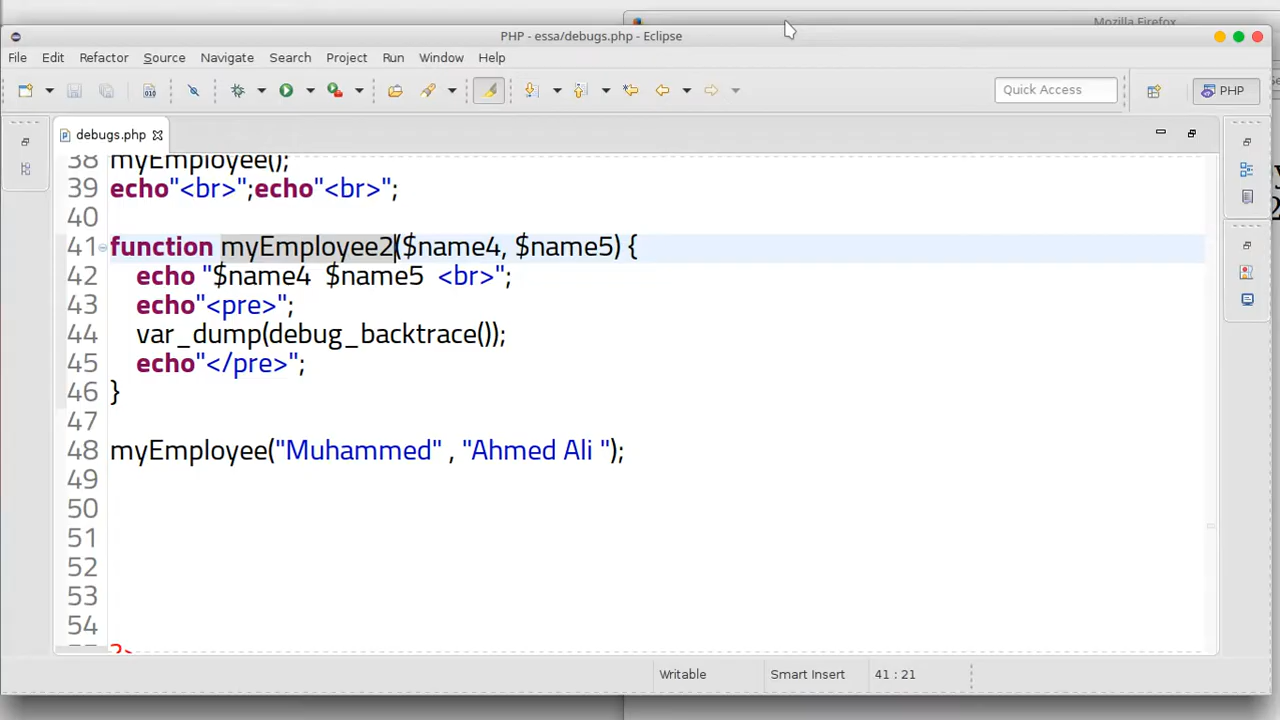 Mozilla Firefox
PHP - essa/debugs.php - Eclipse
File Edit Refactor Source Navigate Search Project Run Window Help
010 Quick Access PHP
debugs.php
38 myEmployee();
39 echo"<br>";echo"<br>";
40
41 function myEmployee2($name4, $name5) {
42 echo "$name4 $name5 <br>";
43 echo"<pre>";
44 var_dump(debug_backtrace());
45 echo"</pre>";
46 }
47
48 myEmployee("Muhammed" , "Ahmed Ali ");
49
50
51
52
53
54
?>
Writable Smart Insert 41 : 21